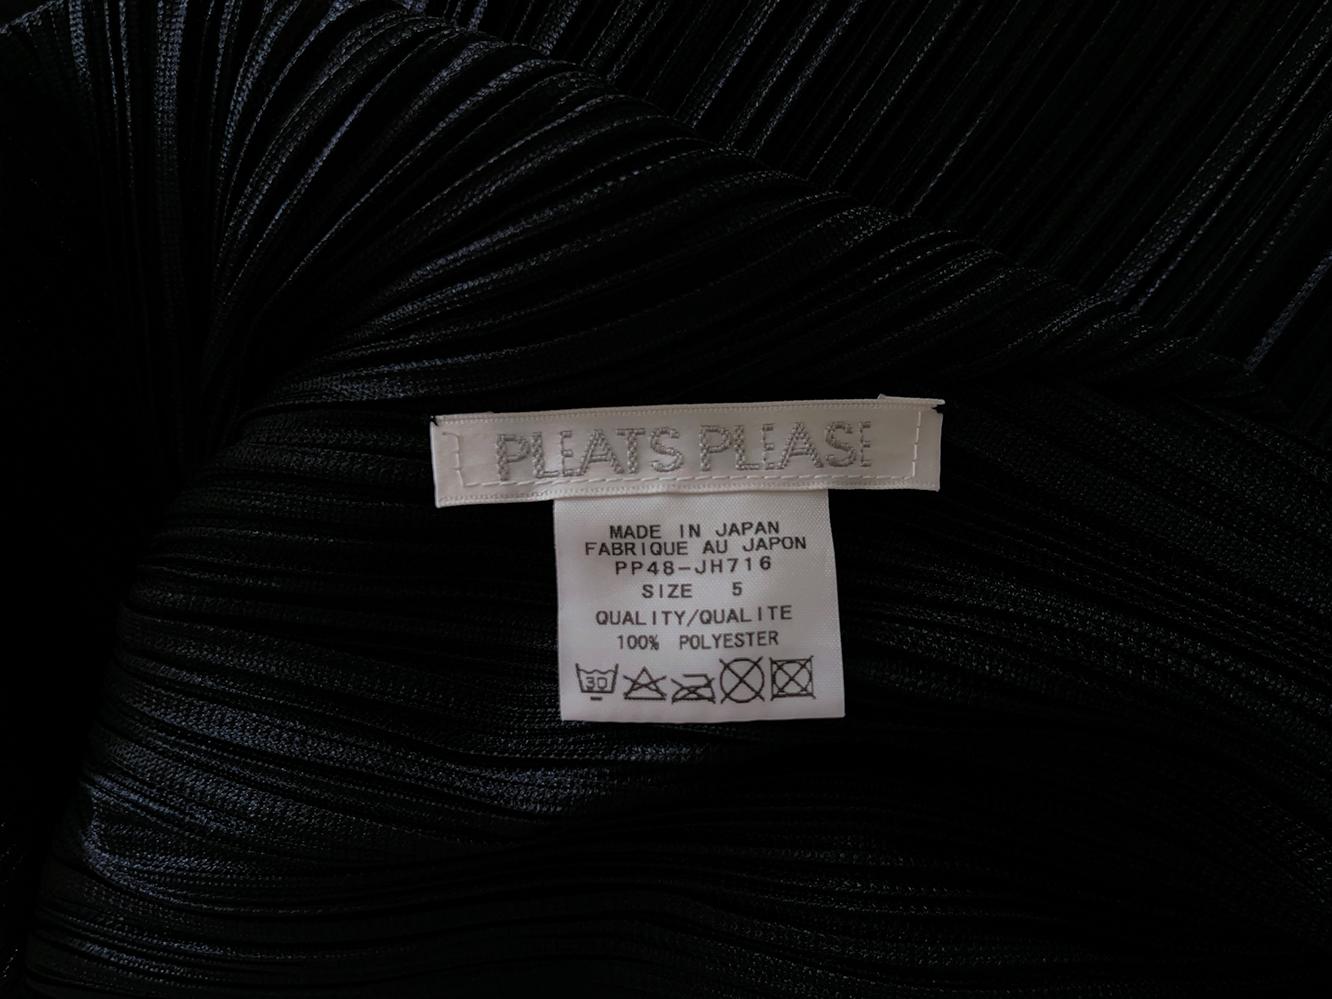 PLEATS PLEASE
MADE IN JAPAN
FABRIQUE AU JAPON
PP48-JH716
SIZE 5
QUALITY/QUALITE
100% POLYESTER
30